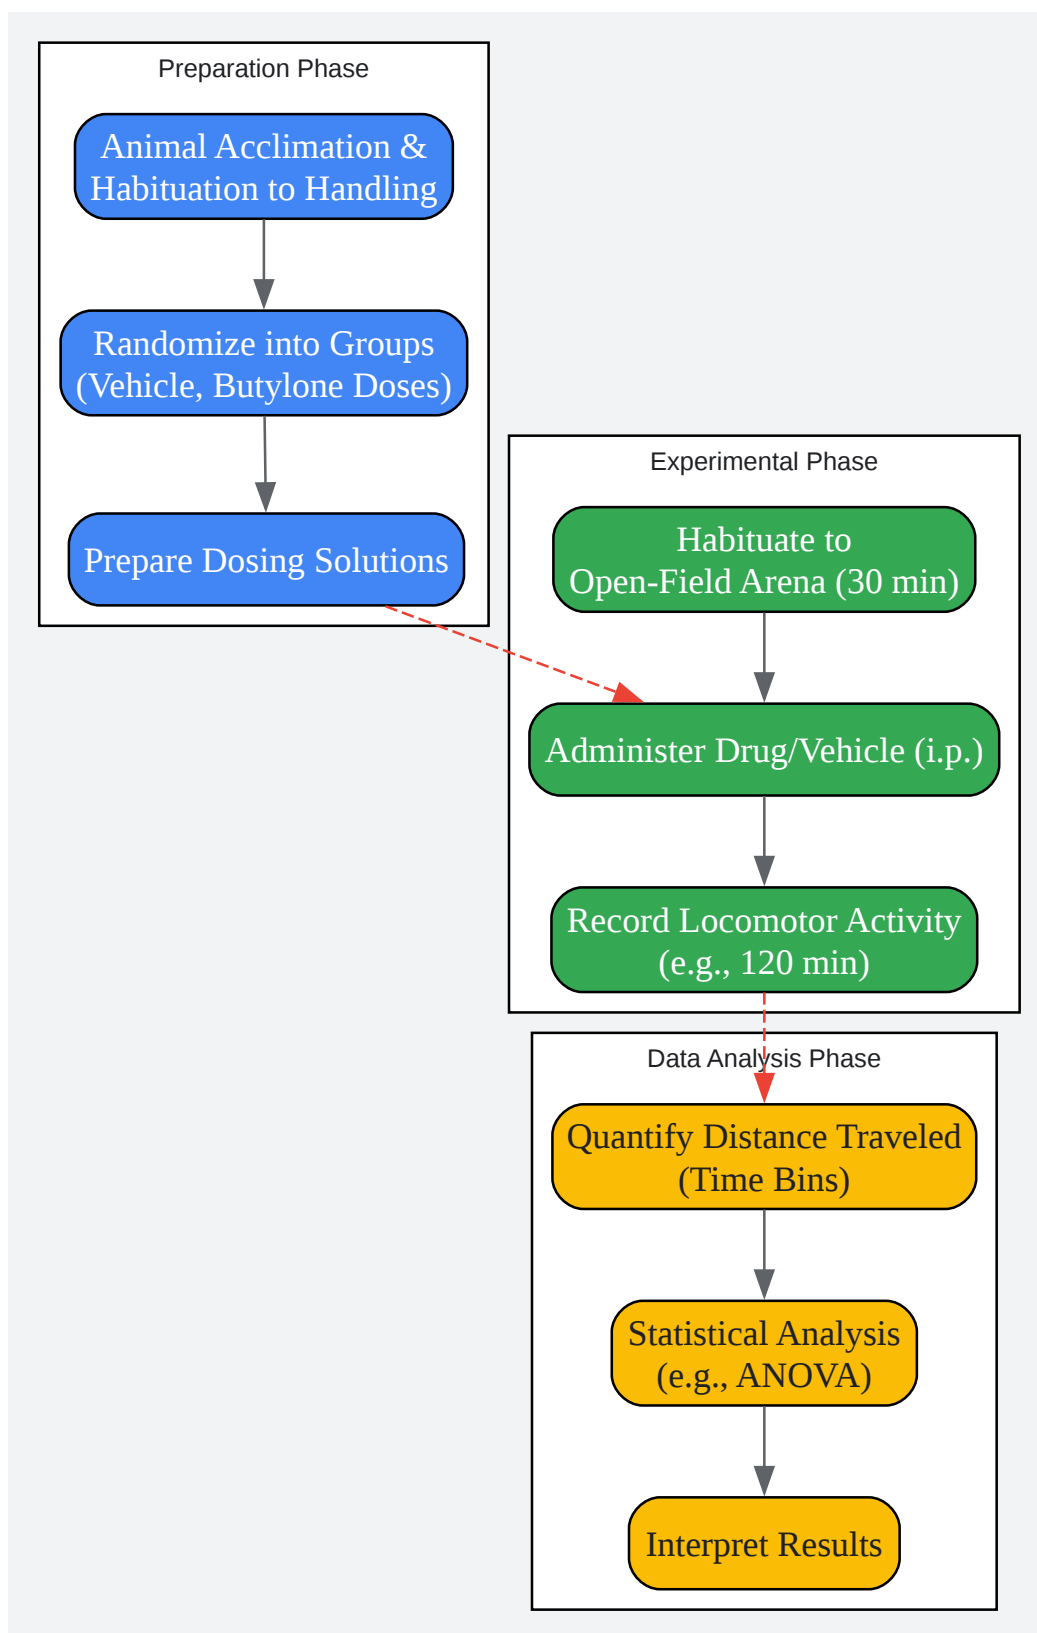 Preparation Phase
Animal Acclimation &
Habituation to Handling
Randomize into Groups
(Vehicle, Butylone Doses)
Prepare Dosing Solutions
Experimental Phase
Habituate to
Open-Field Arena (30 min)
Administer Drug/Vehicle (i.p.)
Record Locomotor Activity
(e.g., 120 min)
Data Analysis Phase
Quantify Distance Traveled
(Time Bins)
Statistical Analysis
(e.g., ANOVA)
Interpret Results